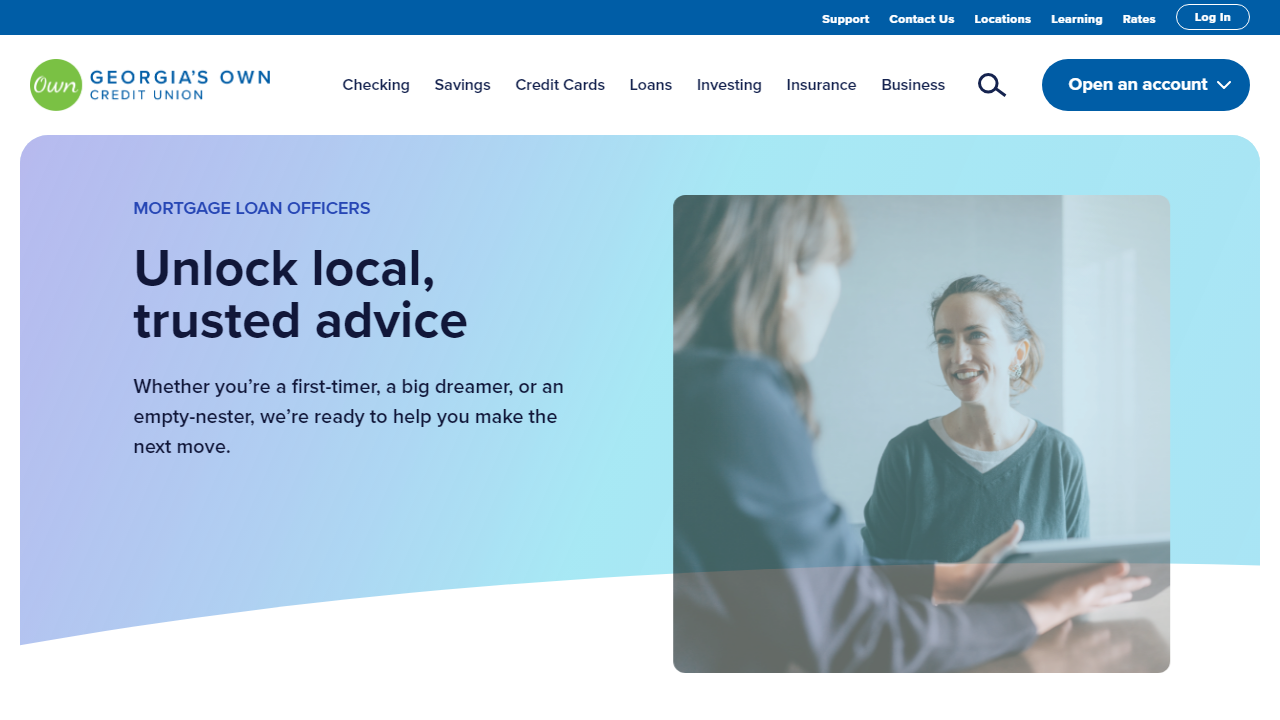 Support Contact Us Locations Learning Rates Log In
Own GEORGIA'S OWN
CREDIT UNION
Checking Savings Credit Cards Loans Investing Insurance Business
Open an account
MORTGAGE LOAN OFFICERS
Unlock local,
trusted advice
Whether you’re a first-timer, a big dreamer, or an
empty-nester, we’re ready to help you make the
next move.